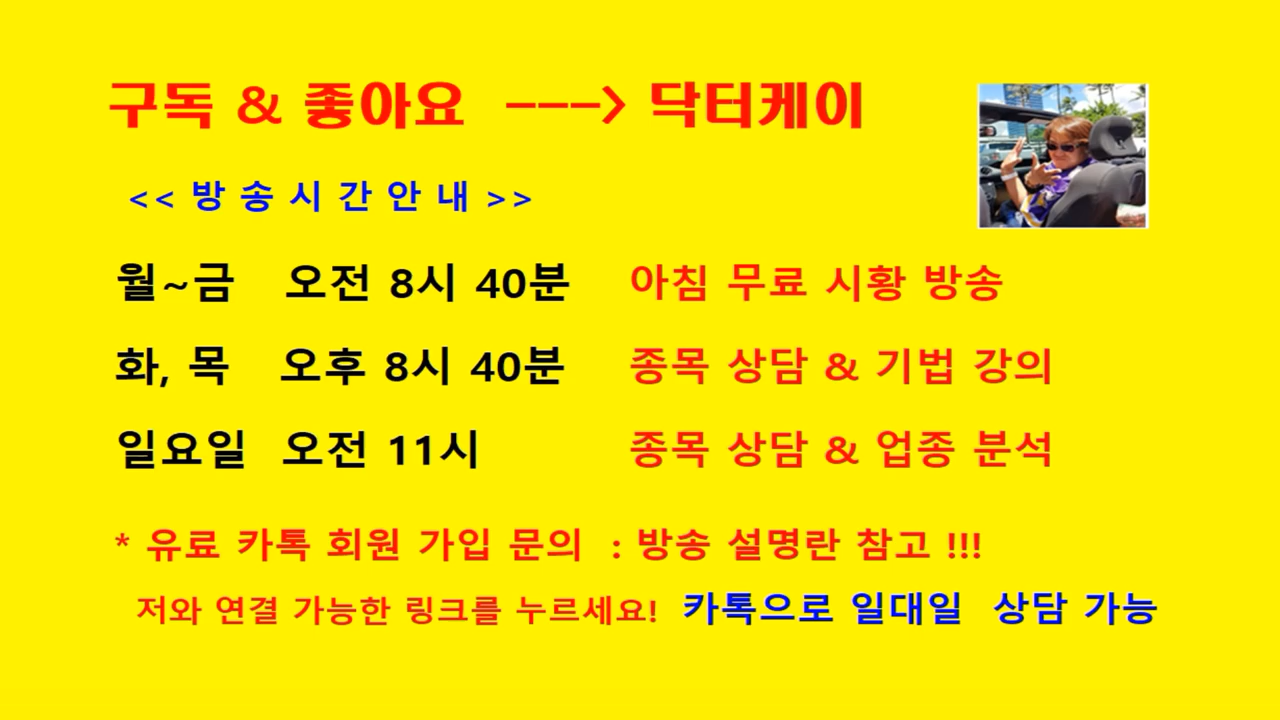 구독 & 좋아요 ---> 닥터케이
<< 방 송 시 간 안 내 >>
월~금 오전 8시 40분 아침 무료 시황 방송
화, 목 오후 8시 40분 종목 상담 & 기법 강의
일요일 오전 11시 종목 상담 & 업종 분석
* 유료 카톡 회원 가입 문의 : 방송 설명란 참고 !!!
저와 연결 가능한 링크를 누르세요! 카톡으로 일대일 상담 가능